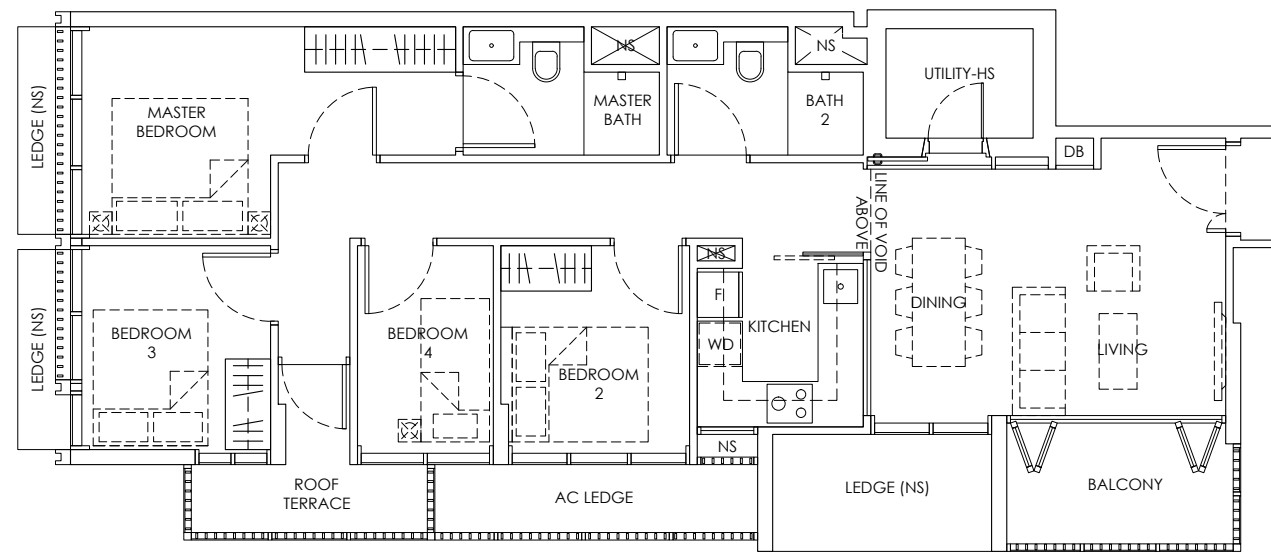 LEDGE (NS)
MASTER
BEDROOM
NS
MASTER
BATH
NS
BATH
2
UTILITY-HS
DB
LINE OF VOID
ABOVE
LEDGE (NS)
BEDROOM
3
BEDROOM
4
BEDROOM
2
NS
FI
WD
KITCHEN
DINING
LIVING
NS
ROOF
TERRACE
AC LEDGE
LEDGE (NS)
BALCONY